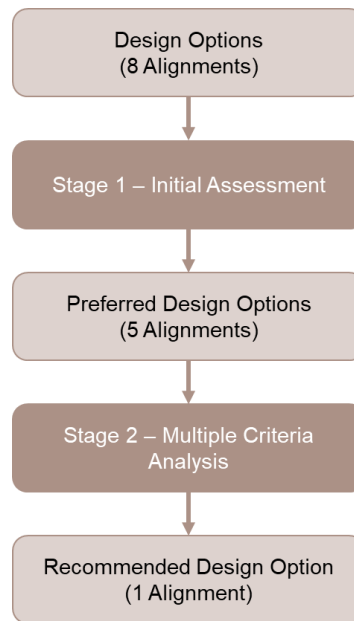 Design Options
(8 Alignments)
Stage 1 – Initial Assessment
Preferred Design Options
(5 Alignments)
Stage 2 – Multiple Criteria
Analysis
Recommended Design Option
(1 Alignment)